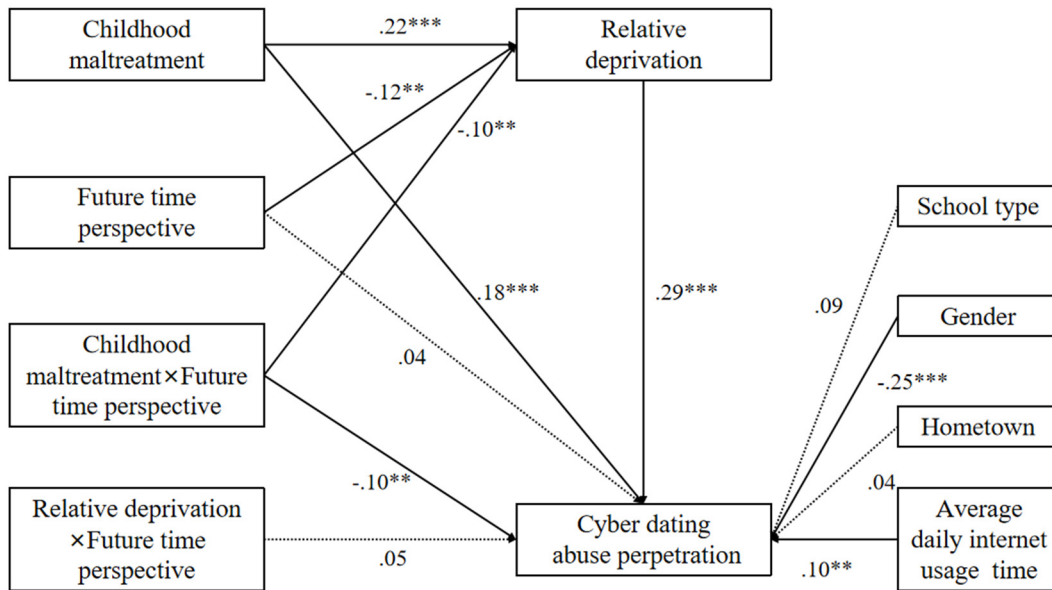 Childhood
maltreatment
.22***
Relative
deprivation
-.12**
-.10**
Future time
perspective
School type
.18***
.29***
.09
Gender
Childhood
maltreatment×Future
time perspective
.04
-.25***
Hometown
-.10**
.04
Relative deprivation
×Future time
perspective
.05
Cyber dating
abuse perpetration
.10**
Average
daily internet
usage time